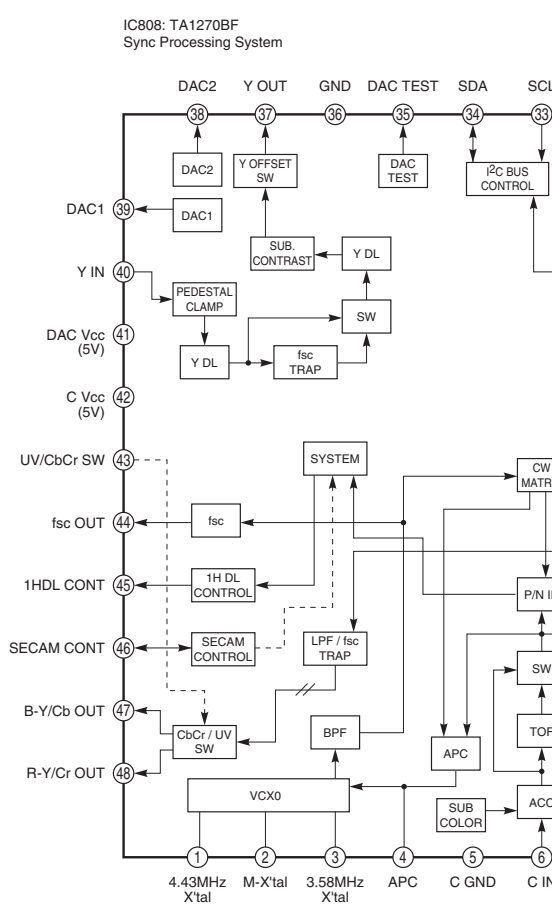 IC808: TA1270BF
Sync Processing System
DAC2 Y OUT GND DAC TEST SDA
38 37 36 35 34 33
DAC2
Y OFFSET
SW
DAC
TEST
I2C BUS
CONTROL
DAC1 39
DAC1
SUB.
CONTRAST
Y DL
Y IN 40
PEDESTAL
CLAMP
SW
DAC Vcc
(5V)
41
Y DL
fsc
TRAP
C Vcc
(5V)
42
UV/CbCr SW 43
SYSTEM
CW
fsc OUT 44
fsc
1HDL CONT 45
1H DL
CONTROL
SECAM CONT 46
SECAM
CONTROL
LPF / fsc
TRAP
SW
B-Y/Cb OUT 47
CbCr / UV
SW
BPF
APC
R-Y/Cr OUT 48
VCX0
SUB
COLOR
1 2 3 4 5 6
4.43MHz
X'tal
M-X'tal
3.58MHz
X'tal
APC
C GND